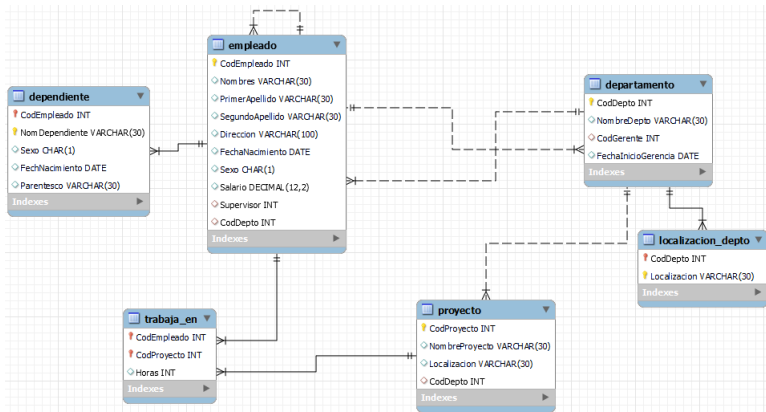 empleado
CodEmpleado INT
Nombres VARCHAR(30)
PrimerApellido VARCHAR(30)
SegundoApellido VARCHAR(30)
Direccion VARCHAR(100)
FechaNacimiento DATE
Sexo CHAR(1)
Salario DECIMAL(12,2)
Supervisor INT
CodDepto INT
Indexes
dependiente
CodEmpleado INT
NomDependiente VARCHAR(30)
Sexo CHAR(1)
FechNacimiento DATE
Parentesco VARCHAR(30)
Indexes
departamento
CodDepto INT
NombreDepto VARCHAR(30)
CodGerente INT
FechaInicioGerencia DATE
Indexes
localizacion_depto
CodDepto INT
Localizacion VARCHAR(30)
Indexes
trabaja_en
CodEmpleado INT
CodProyecto INT
Horas INT
Indexes
proyecto
CodProyecto INT
NombreProyecto VARCHAR(30)
Localizacion VARCHAR(30)
CodDepto INT
Indexes